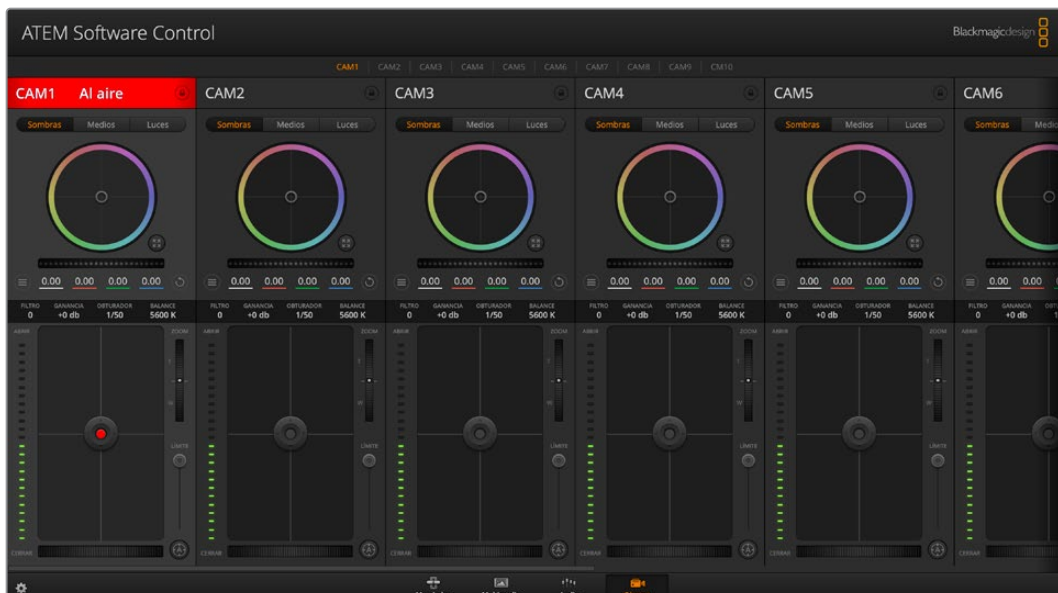 ATEM Software Control Blackmagicdesign
CAM1 CAM2 CAM3 CAM4 CAM5 CAM6 CAM7 CAM8 CAM9 CM10
CAM1 Al aire CAM2 CAM3 CAM4 CAM5 CAM6
Sombras Medios Luces Sombras Medios Luces Sombras Medios Luces Sombras Medios Luces Sombras Medios Luces Sombras
0.00 0.00 0.00 0.00 0.00 0.00 0.00 0.00 0.00 0.00 0.00 0.00 0.00 0.00 0.00 0.00 0.00 0.00 0.00 0.00 0.00 0.00 0.00
FILTRO GANANCIA OBTURADOR BALANCE FILTRO GANANCIA OBTURADOR BALANCE FILTRO GANANCIA OBTURADOR BALANCE FILTRO GANANCIA OBTURADOR BALANCE FILTRO GANANCIA OBTURADOR BALANCE FILTRO GANANCIA
0 +0 db 1/50 5600 K 0 +0 db 1/50 5600 K 0 +0 db 1/50 5600 K 0 +0 db 1/50 5600 K 0 +0 db 1/50 5600 K 0 +0 db
ABRIR ZOOM ABRIR ZOOM ABRIR ZOOM ABRIR ZOOM ABRIR ZOOM ABRIR
LÍMITE LÍMITE LÍMITE LÍMITE LÍMITE
CERRAR CERRAR CERRAR CERRAR CERRAR CERRAR